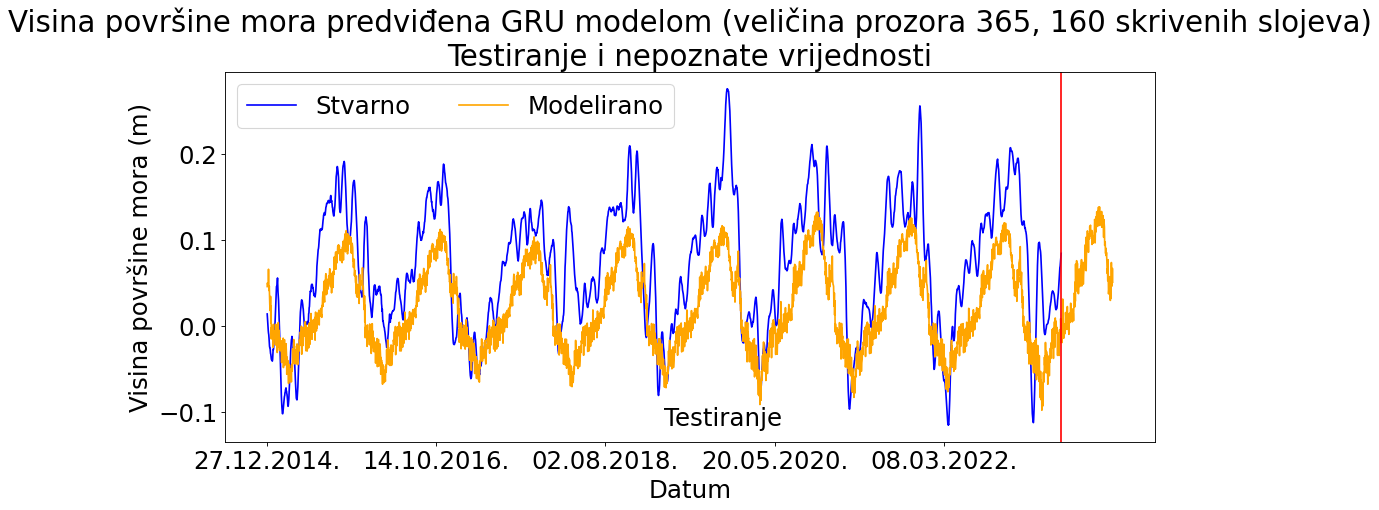 Visina površine mora predviđena GRU modelom (veličina prozora 365, 160 skrivenih slojeva)
Testiranje i nepoznate vrijednosti
Stvarno
Modelirano
Visina površine mora (m)
0.2
0.1
0.0
−0.1
Testiranje
27.12.2014.
14.10.2016.
02.08.2018.
20.05.2020.
08.03.2022.
Datum